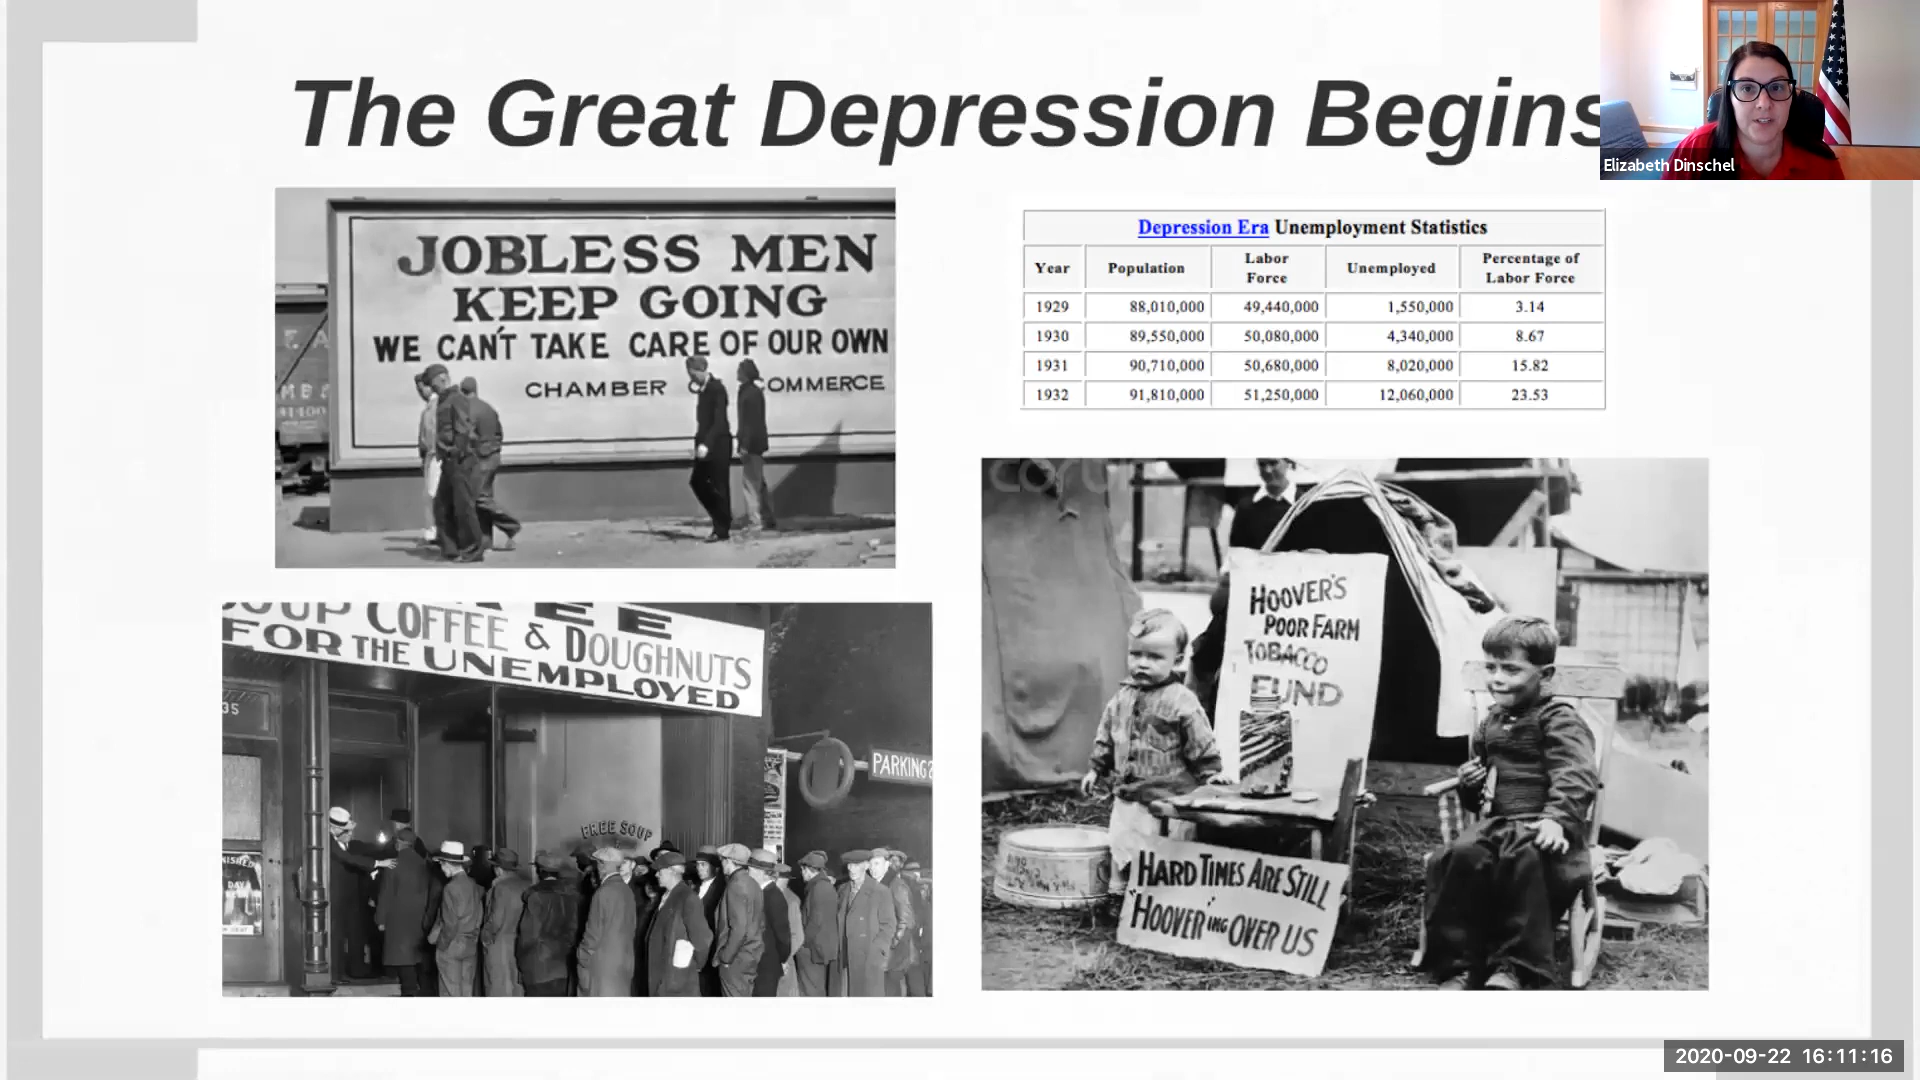 The Great Depression Begins
Elizabeth Dinschel
JOBLESS MEN
KEEP GOING
WE CAN'T TAKE CARE OF OUR OWN
CHAMBER OMMERCE
Depression Era Unemployment Statistics
Year Population Labor Force Unemployed Percentage of Labor Force
1929 88,010,000 49,440,000 1,550,000 3.14
1930 89,550,000 50,080,000 4,340,000 8.67
1931 90,710,000 50,680,000 8,020,000 15.82
1932 91,810,000 51,250,000 12,060,000 23.53
SOUP COFFEE & DOUGHNUTS
FOR THE UNEMPLOYED
35
PARKING
FREE SOUP
NISHED
DAY
HOOVER'S
POOR FARM
TOBACCO
FUND
HARD TIMES ARE STILL
"HOOVERING OVER US
2020-09-22 16:11:16